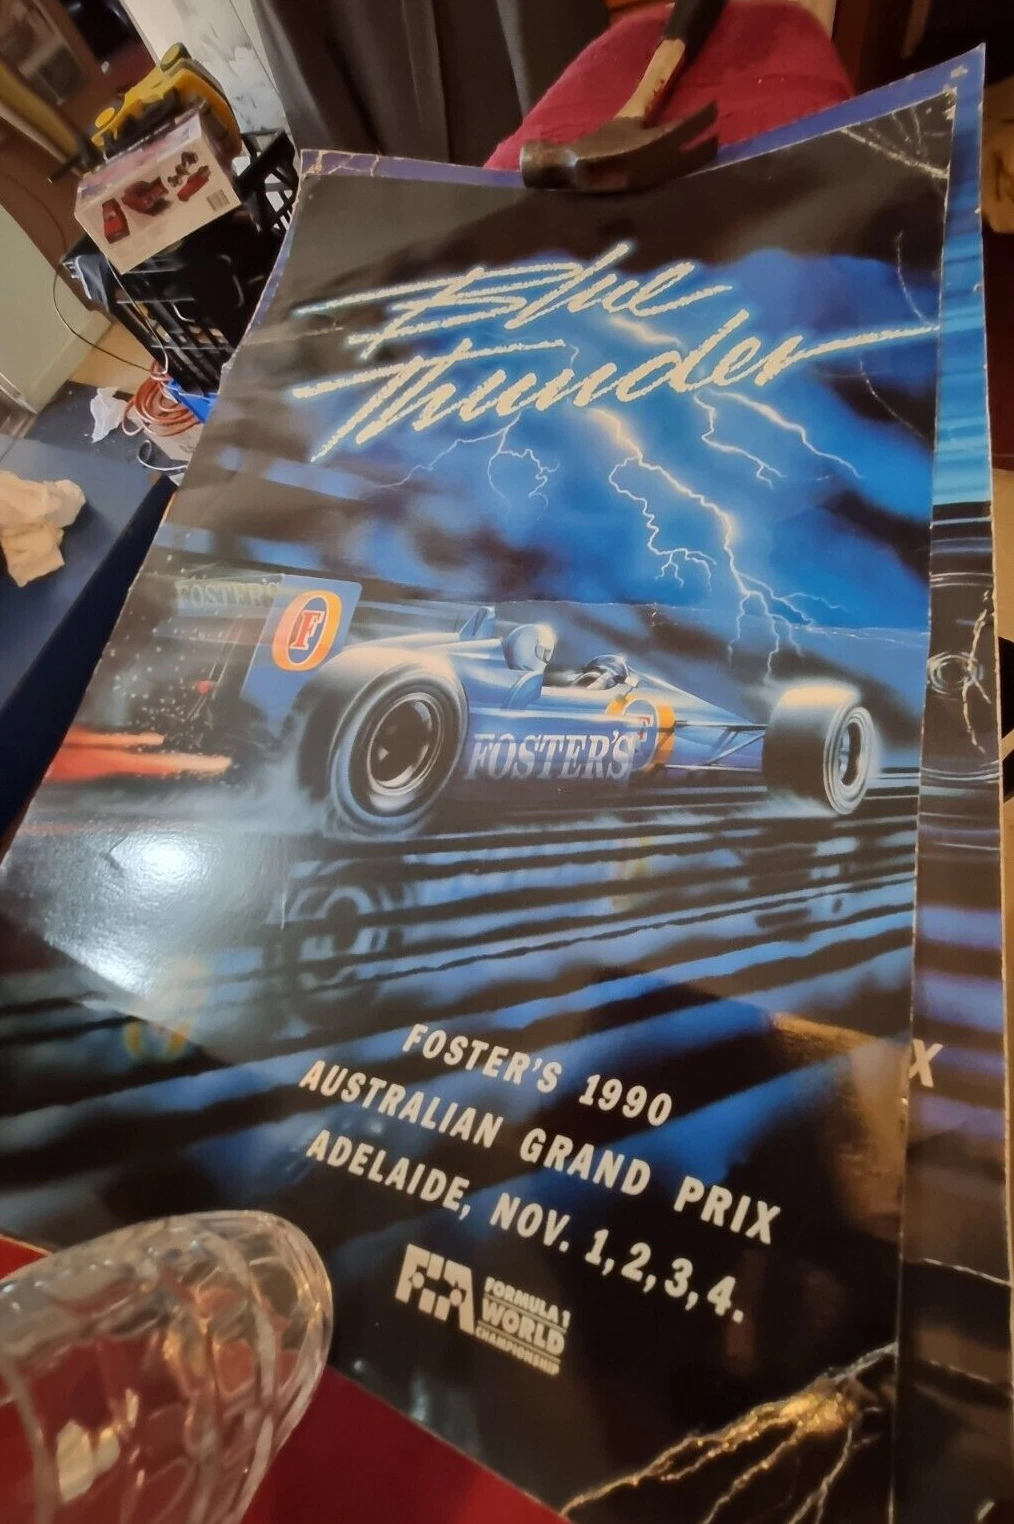 Blue
Thunder
FOSTER'S
F
FOSTER'S
F
FOSTER'S 1990
AUSTRALIAN GRAND PRIX
ADELAIDE, NOV. 1,2,3,4.
X
FIA
FORMULA 1
WORLD
CHAMPIONSHIP